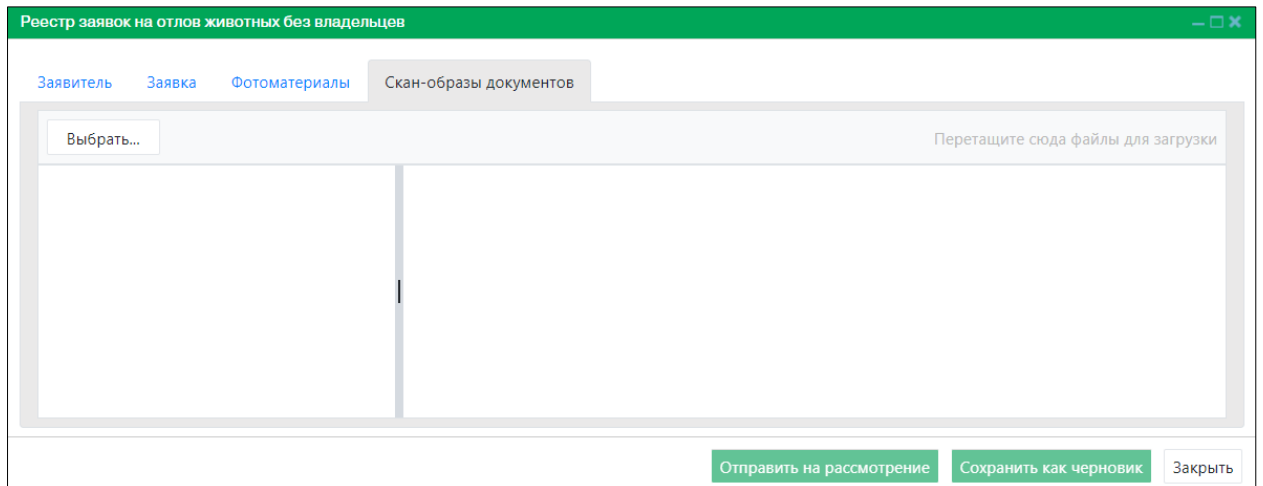 Реестр заявок на отлов животных без владельцев
Заявитель Заявка Фотоматериалы Скан-образы документов
Выбрать... Перетащите сюда файлы для загрузки
Отправить на рассмотрение Сохранить как черновик Закрыть